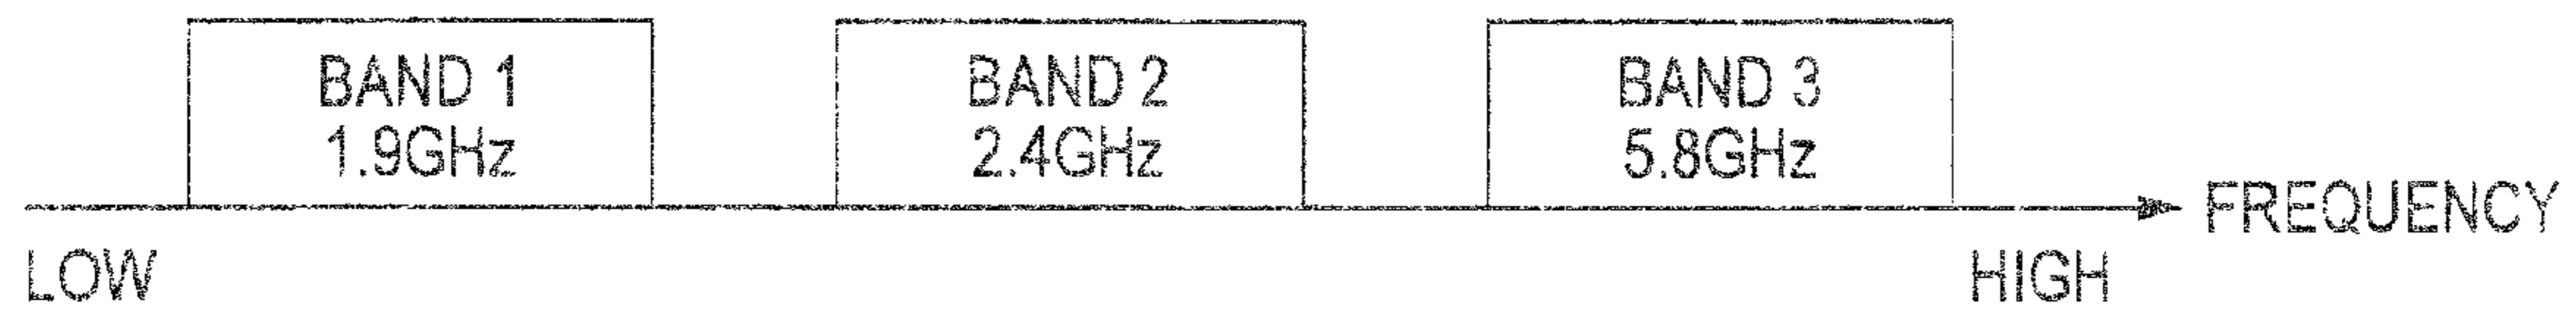 BAND 1
1.9GHz
BAND 2
2.4GHz
BAND 3
5.8GHz
FREQUENCY
LOW
HIGH